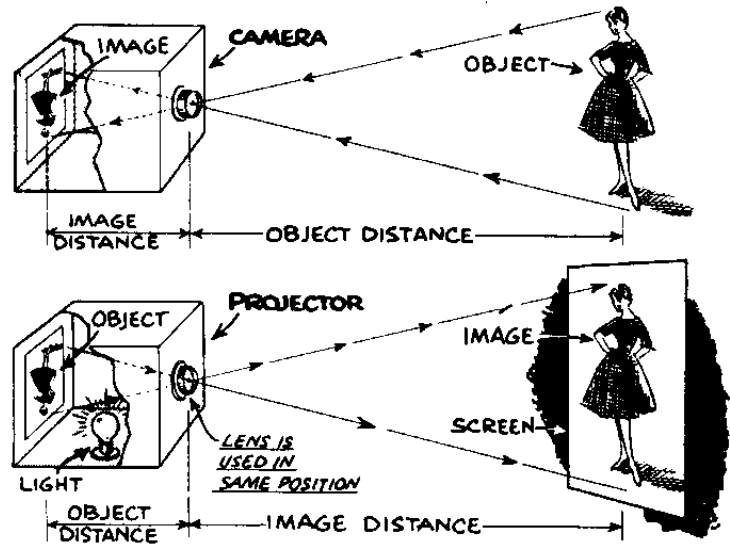 IMAGE
CAMERA
OBJECT
IMAGE
DISTANCE
OBJECT DISTANCE
OBJECT
PROJECTOR
IMAGE
SCREEN
LIGHT
LENS IS
USED IN
SAME POSITION
OBJECT
DISTANCE
IMAGE DISTANCE